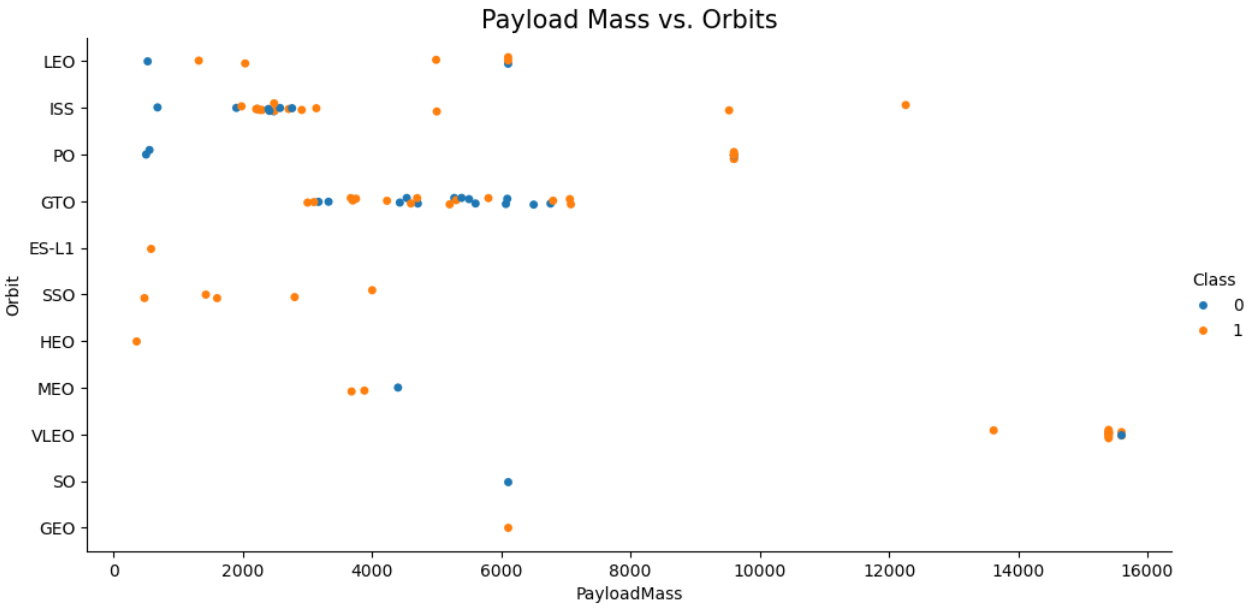 Payload Mass vs. Orbits
LEO
ISS
PO
GTO
ES-L1
SSO
HEO
MEO
VLEO
SO
GEO
Orbit
0 2000 4000 6000 8000 10000 12000 14000 16000
PayloadMass
Class
0
1